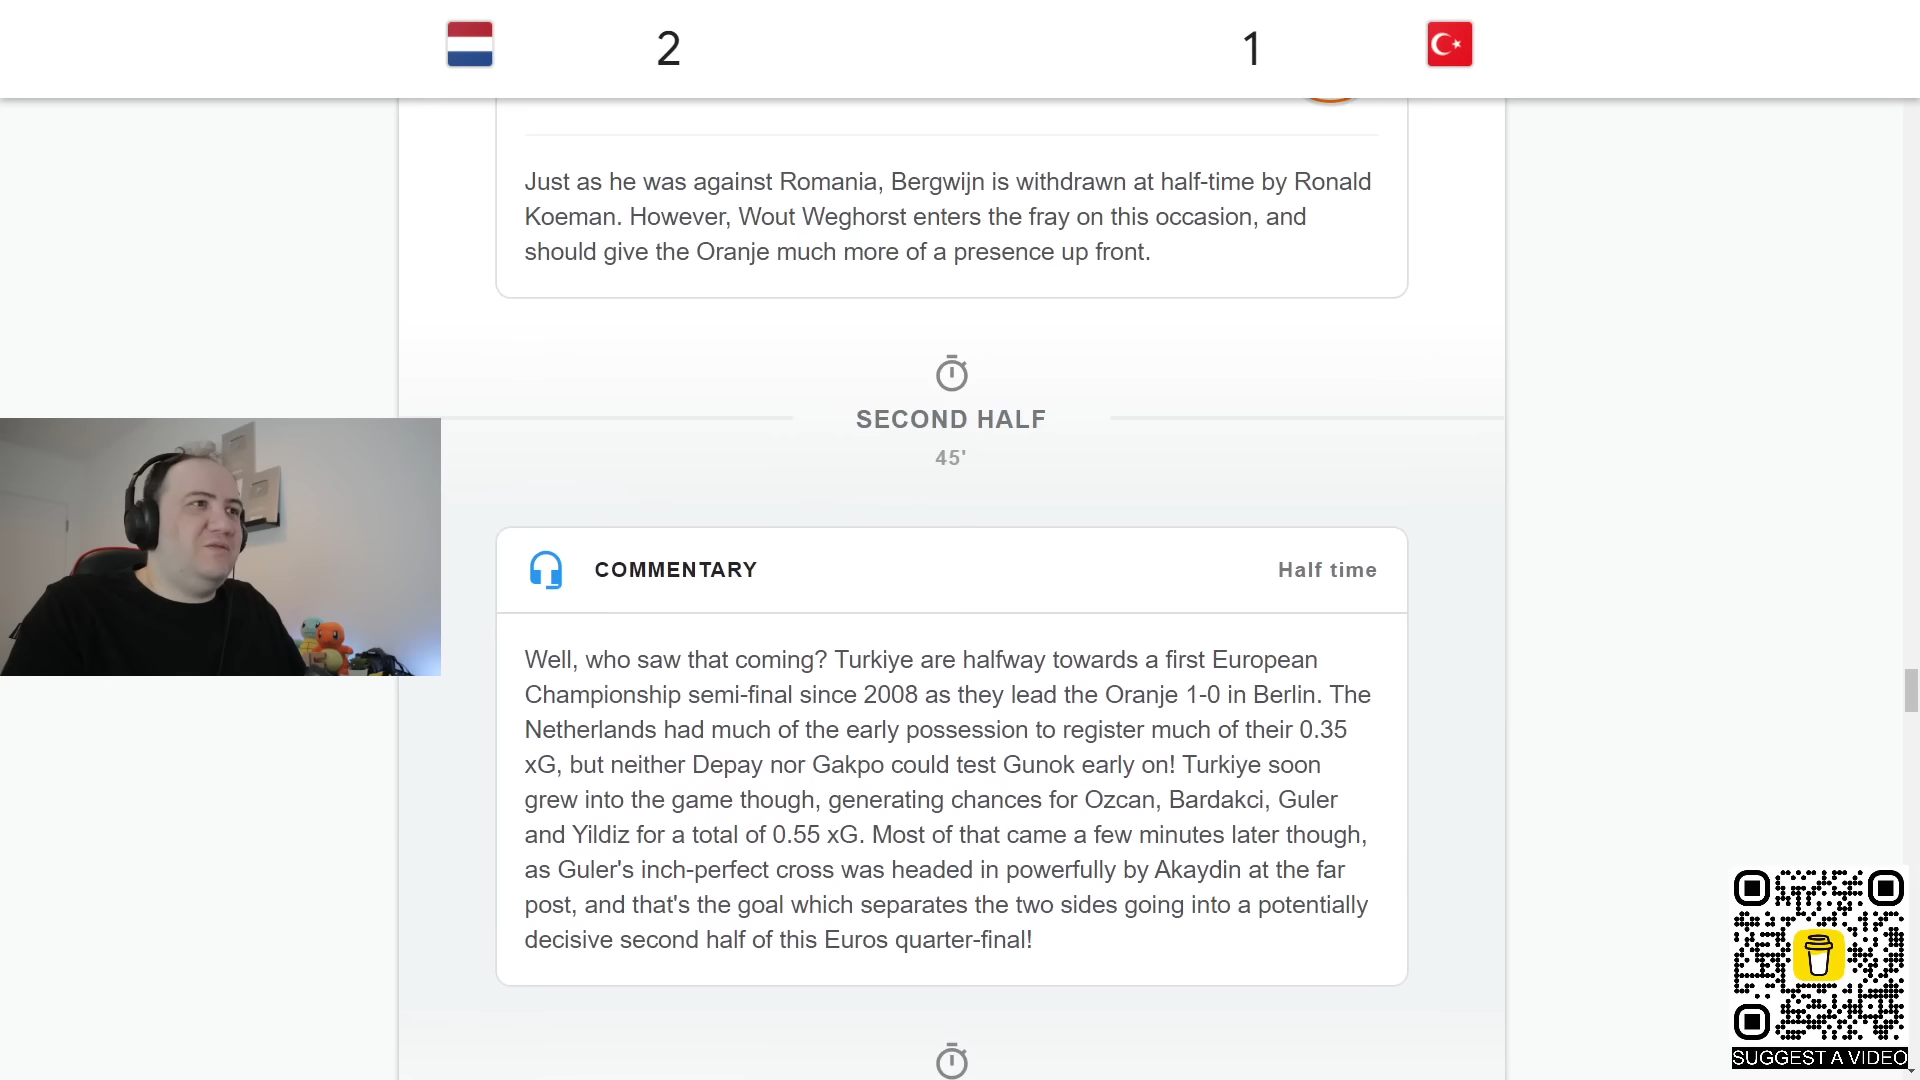 2 1
Just as he was against Romania, Bergwijn is withdrawn at half-time by Ronald
Koeman. However, Wout Weghorst enters the fray on this occasion, and
should give the Oranje much more of a presence up front.
SECOND HALF
45'
COMMENTARY Half time
Well, who saw that coming? Turkiye are halfway towards a first European
Championship semi-final since 2008 as they lead the Oranje 1-0 in Berlin. The
Netherlands had much of the early possession to register much of their 0.35
xG, but neither Depay nor Gakpo could test Gunok early on! Turkiye soon
grew into the game though, generating chances for Ozcan, Bardakci, Guler
and Yildiz for a total of 0.55 xG. Most of that came a few minutes later though,
as Guler's inch-perfect cross was headed in powerfully by Akaydin at the far
post, and that's the goal which separates the two sides going into a potentially
decisive second half of this Euros quarter-final!
SUGGEST A VIDEO